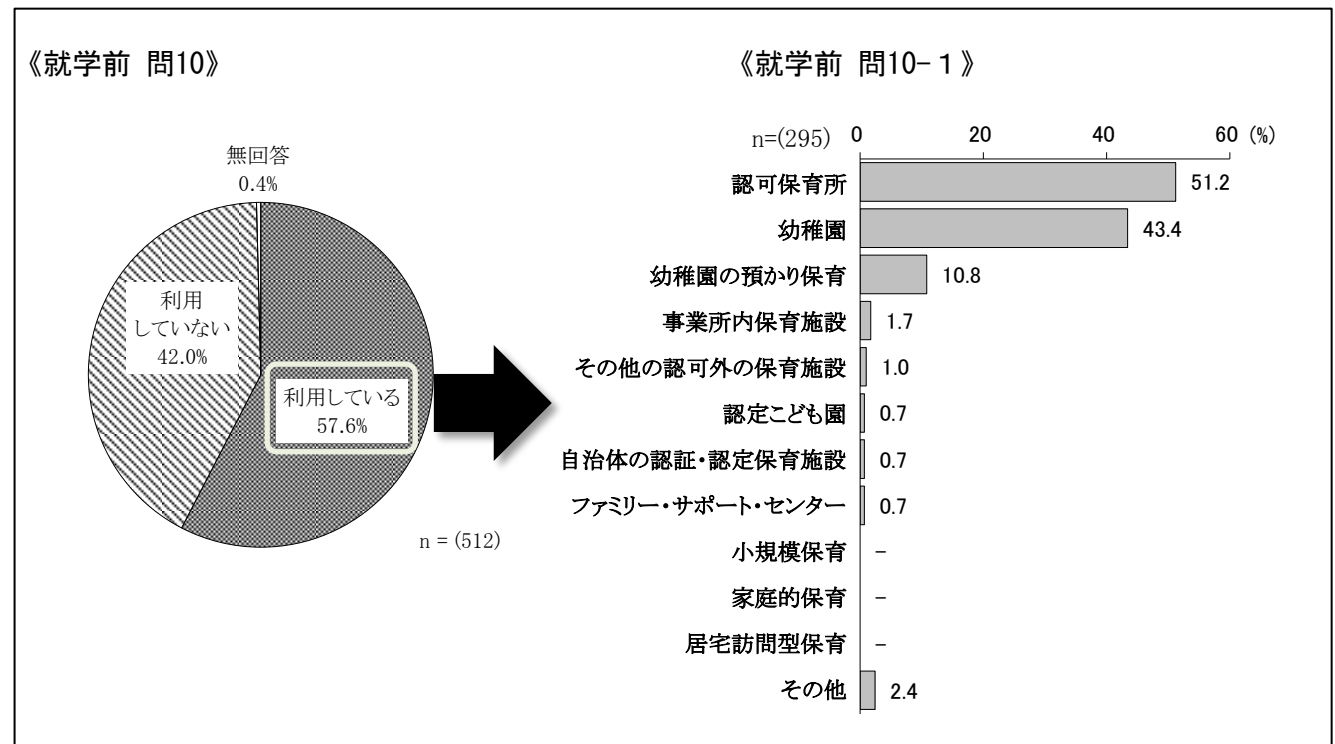 《就学前 問10》
無回答
0.4%
利用
していない
42.0%
利用している
57.6%
n = (512)
《就学前 問10-1》
n=(295) 0 20 40 60 (%)
認可保育所 51.2
幼稚園 43.4
幼稚園の預かり保育 10.8
事業所内保育施設 1.7
その他の認可外の保育施設 1.0
認定こども園 0.7
自治体の認証・認定保育施設 0.7
ファミリー・サポート・センター 0.7
小規模保育 -
家庭的保育 -
居宅訪問型保育 -
その他 2.4